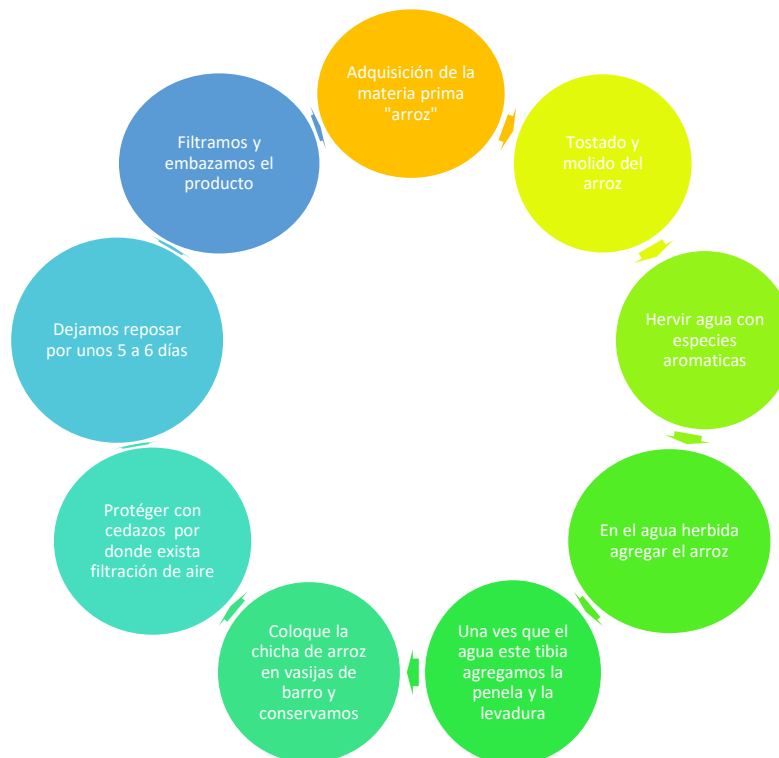 Adquisición de la
materia prima
"arroz"
Tostado y
molido del
arroz
Hervir agua con
especies
aromaticas
En el agua herbida
agregar el arroz
Una ves que el
agua este tibia
agregamos la
penela y la
levadura
Coloque la
chicha de arroz
en vasijas de
barro y
conservamos
Protéger con
cedazos por
donde exista
filtración de aire
Dejamos reposar
por unos 5 a 6 días
Filtramos y
embazamos el
producto